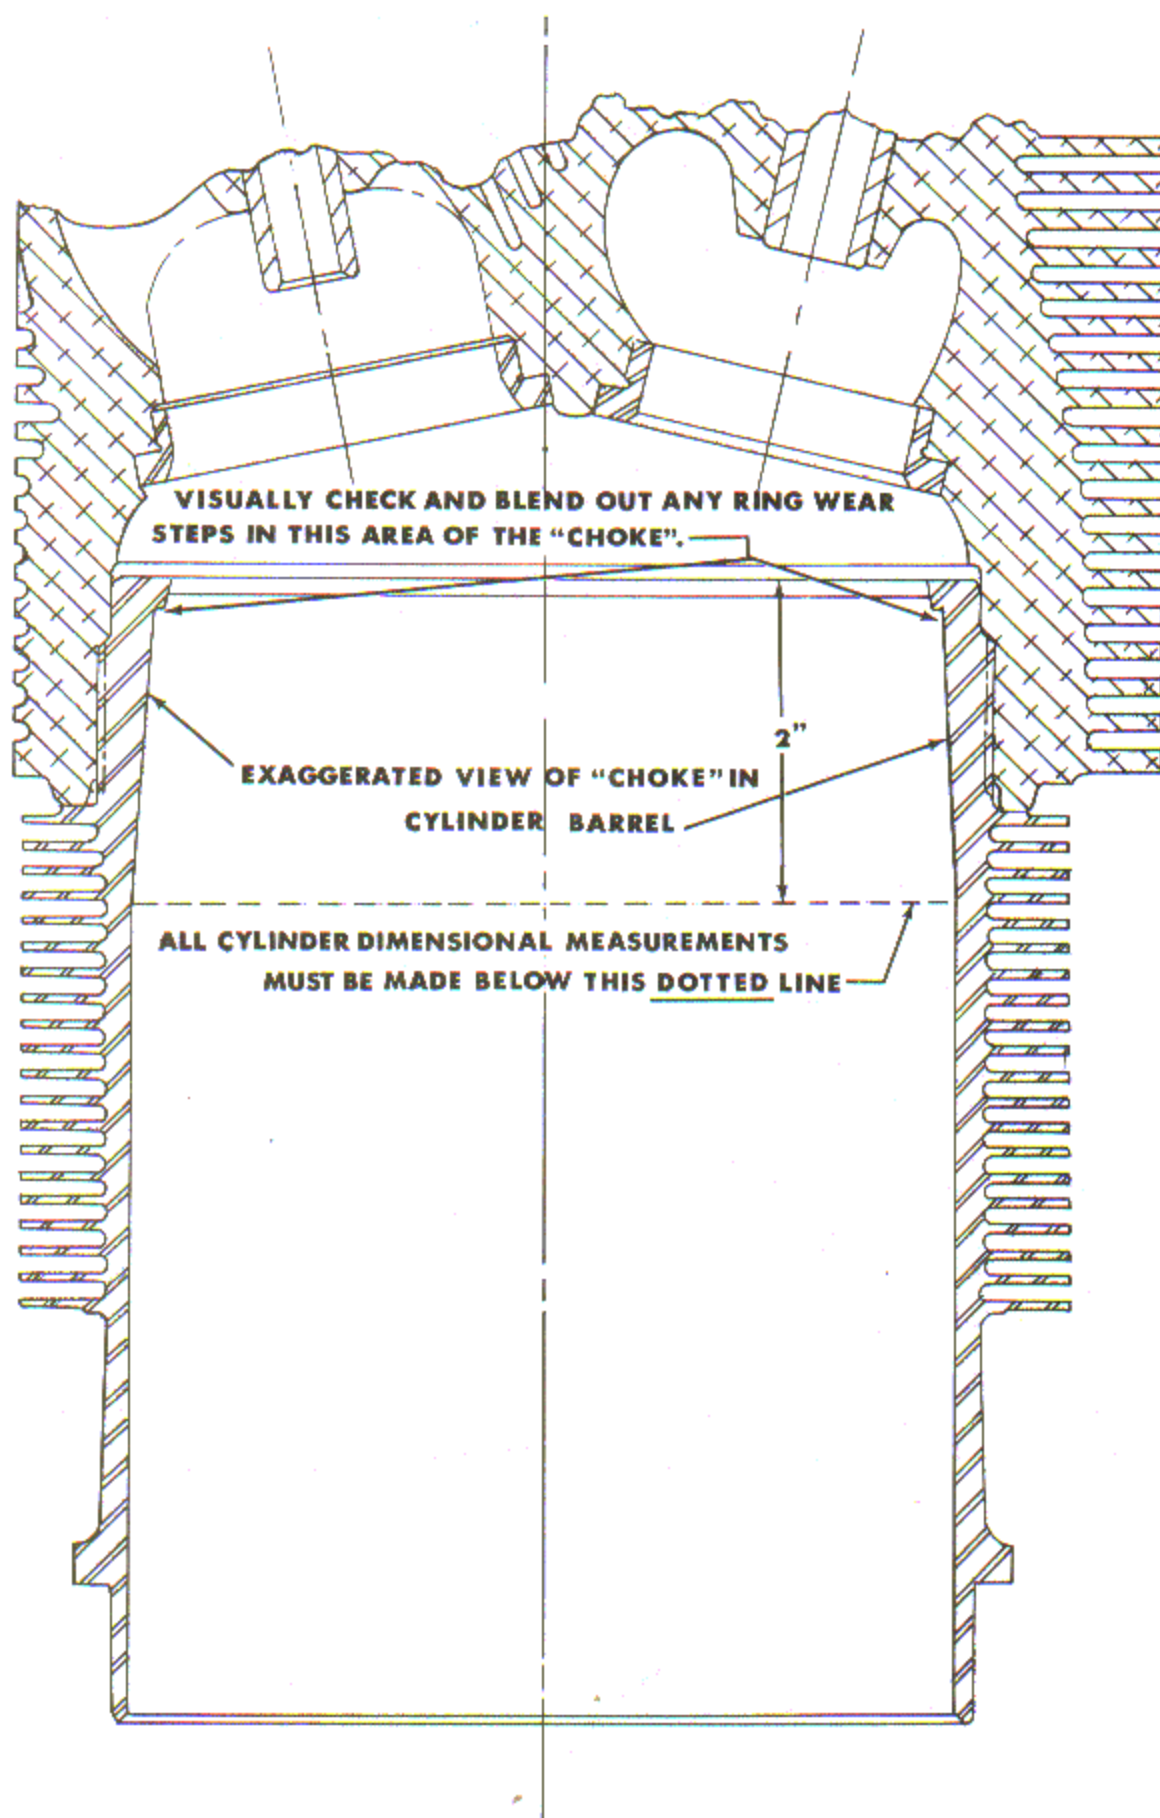 VISUALLY CHECK AND BLEND OUT ANY RING WEAR
STEPS IN THIS AREA OF THE "CHOKE".
2"
EXAGGERATED VIEW OF "CHOKE" IN
CYLINDER BARREL
ALL CYLINDER DIMENSIONAL MEASUREMENTS
MUST BE MADE BELOW THIS DOTTED LINE